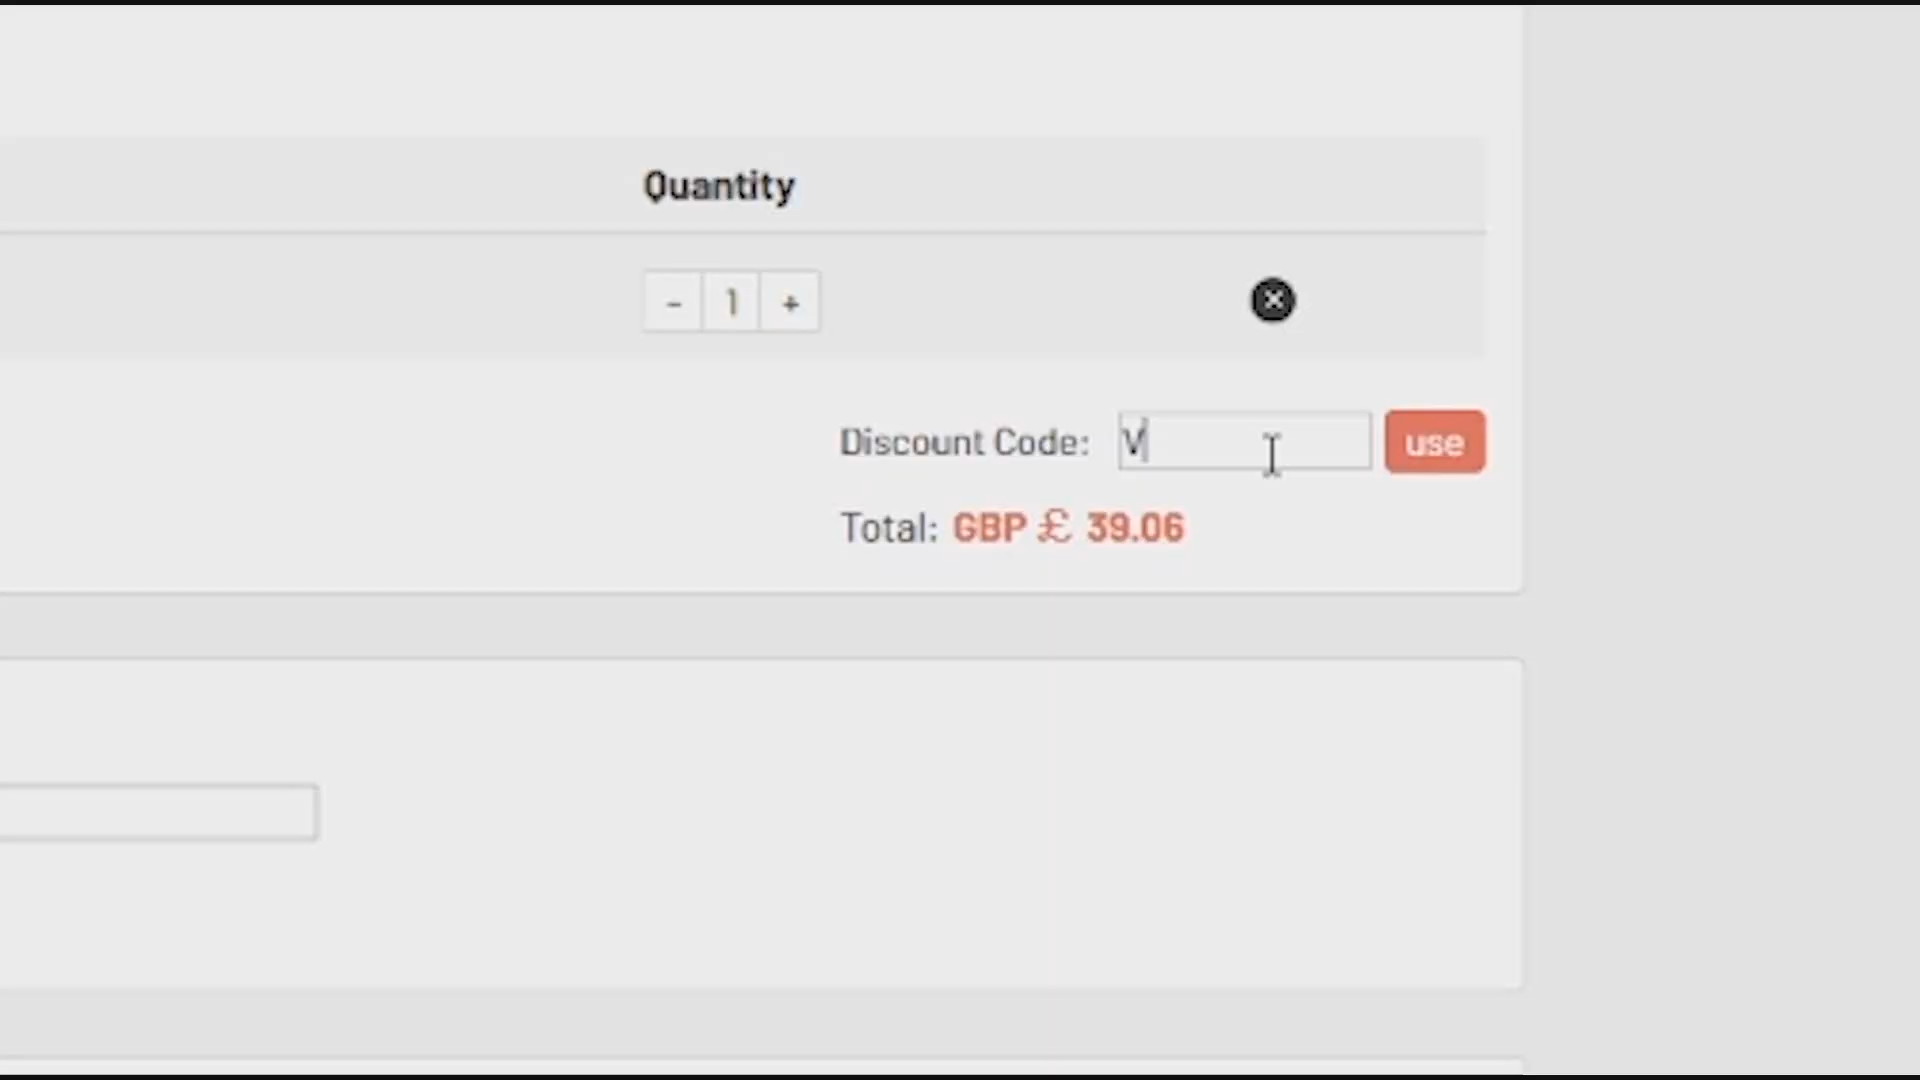 Quantity
- 1 +
Discount Code: V use
Total: GBP £ 39.06